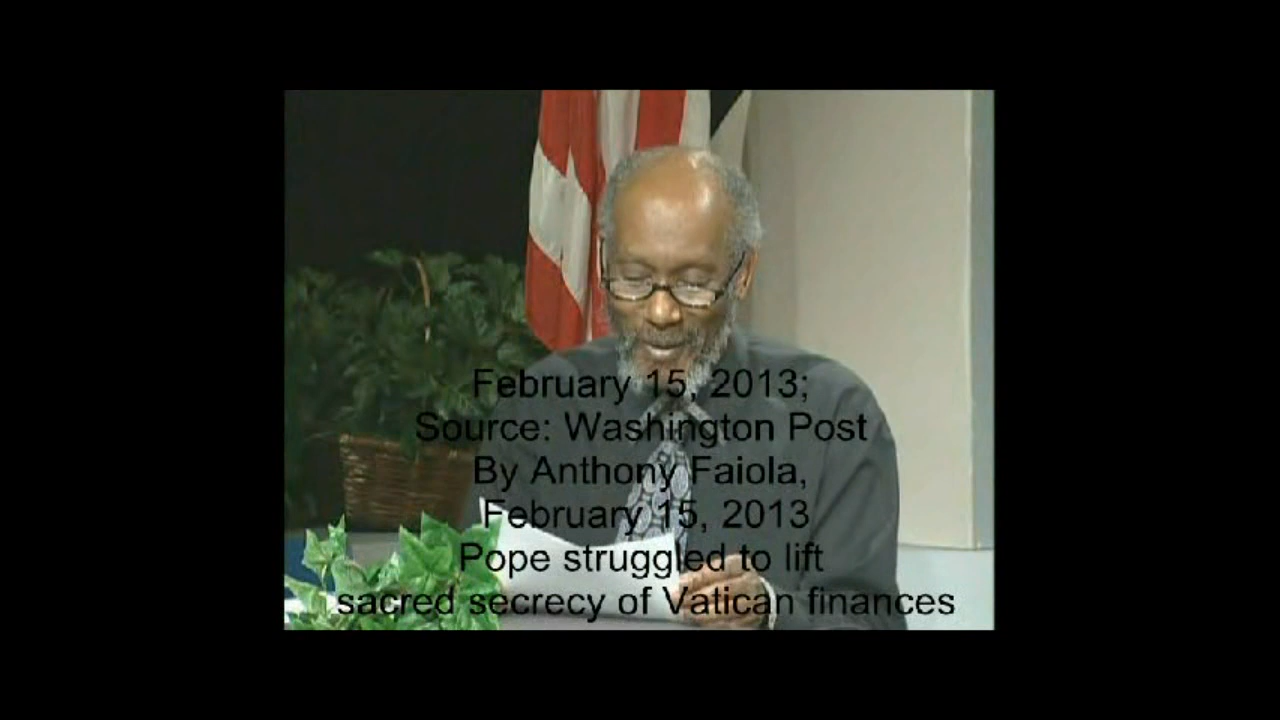 February 15, 2013;
Source: Washington Post
By Anthony Faiola,
February 15, 2013
Pope struggled to lift
sacred secrecy of Vatican finances